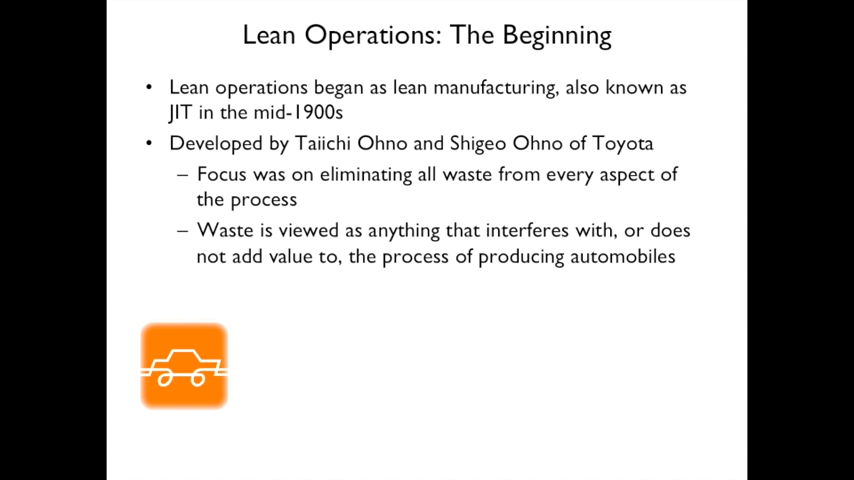 Lean Operations: The Beginning
• Lean operations began as lean manufacturing, also known as
JIT in the mid-1900s
• Developed by Taiichi Ohno and Shigeo Ohno of Toyota
– Focus was on eliminating all waste from every aspect of
the process
– Waste is viewed as anything that interferes with, or does
not add value to, the process of producing automobiles